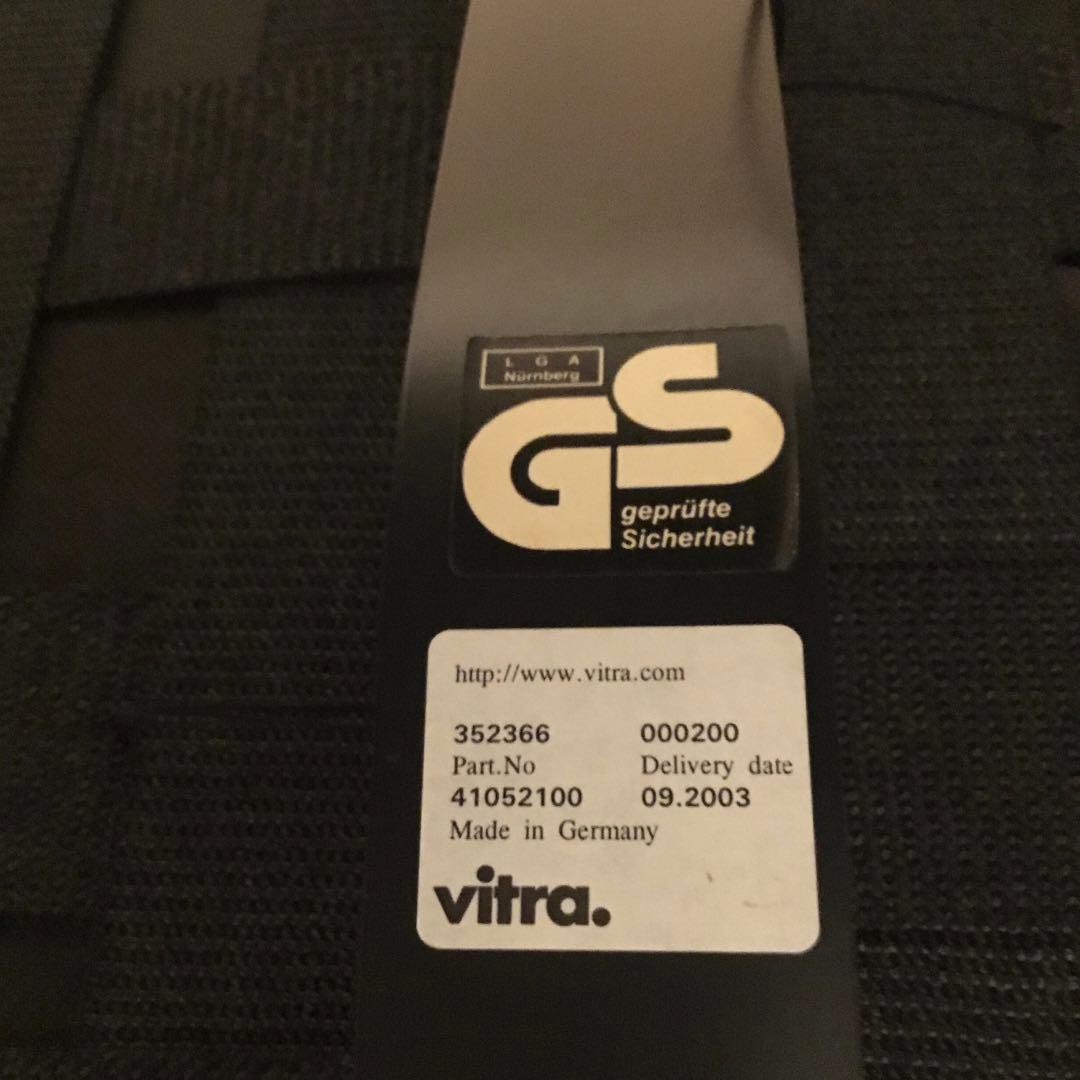 L G A
Nürnberg
GS
geprüfte
Sicherheit
http://www.vitra.com
352366 000200
Part.No Delivery date
41052100 09.2003
Made in Germany
vitra.